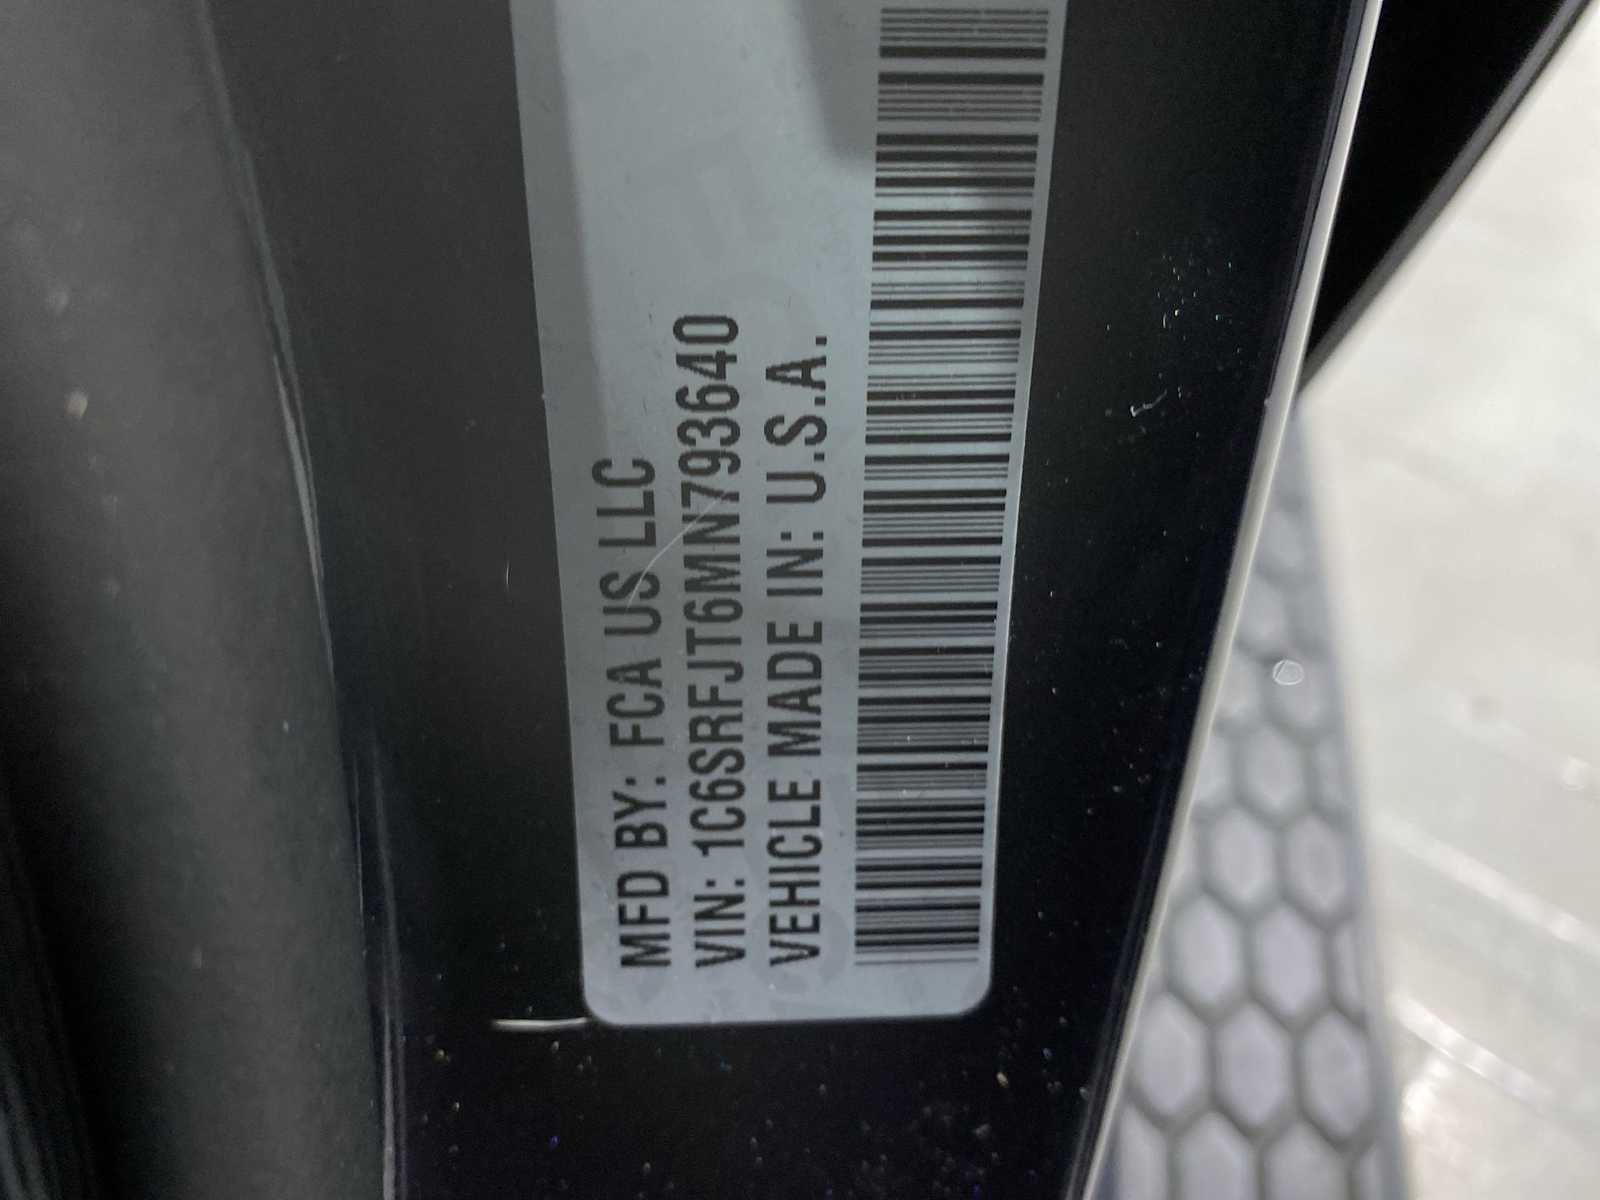 MFD BY: FCA US LLC
VIN: 1C6SRFJT6MN793640
VEHICLE MADE IN: U.S.A.